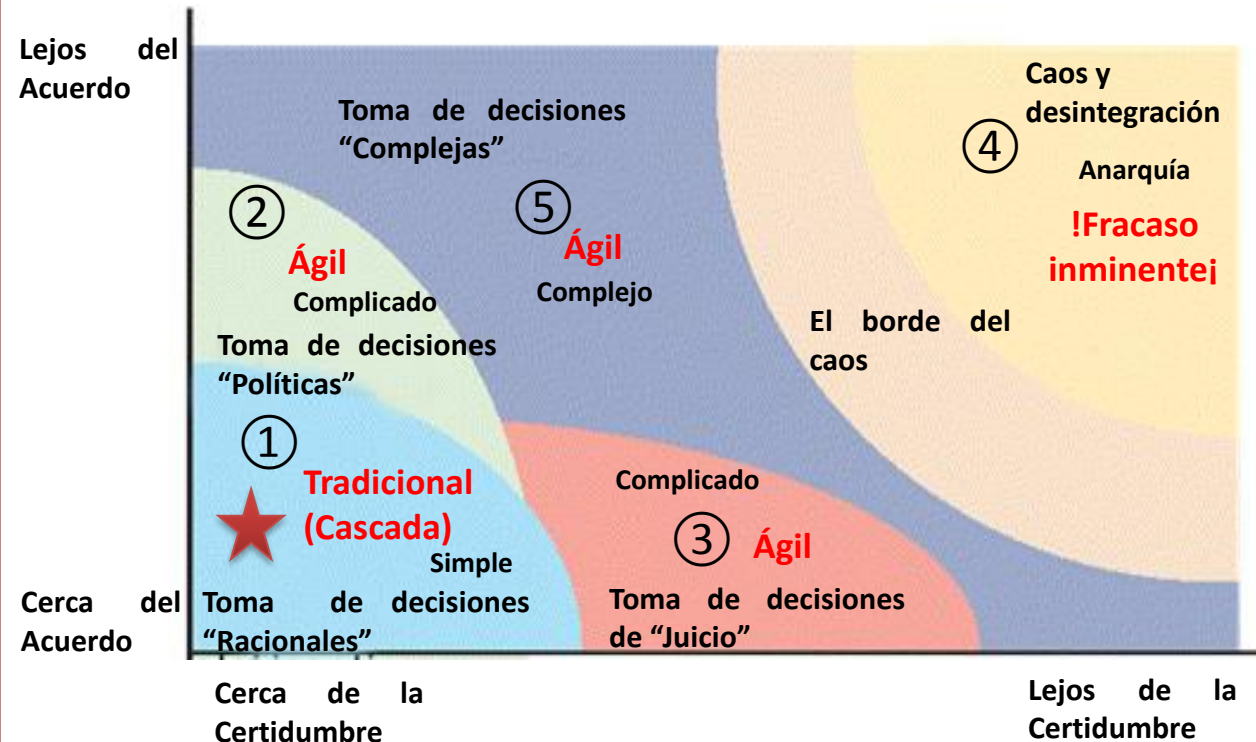 Lejos del
Acuerdo
Toma de decisiones
“Complejas”
Caos y
desintegración
4
Anarquía
!Fracaso
inminente¡
2
Ágil
Complicado
Toma de decisiones
“Políticas”
5
Ágil
Complejo
El borde del
caos
1
Tradicional
(Cascada)
Simple
Toma de decisiones
“Racionales”
Complicado
3
Ágil
Toma de decisiones
de “Juicio”
Cerca del
Acuerdo
Cerca de la
Certidumbre
Lejos de la
Certidumbre